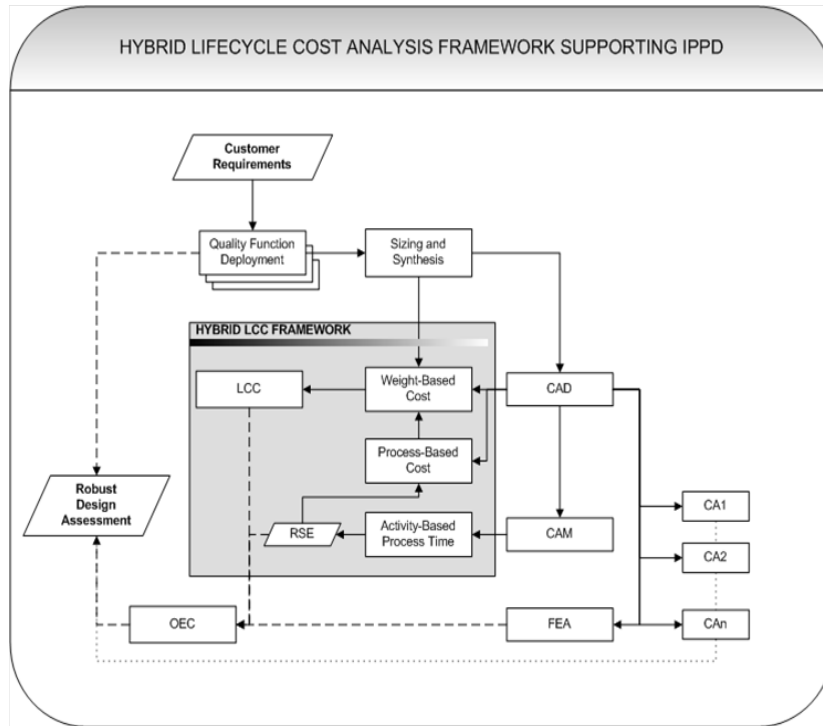 HYBRID LIFECYCLE COST ANALYSIS FRAMEWORK SUPPORTING IPPD
Customer
Requirements
Quality Function
Deployment
Sizing and
Synthesis
HYBRID LCC FRAMEWORK
LCC
Weight-Based
Cost
CAD
Process-Based
Cost
Robust
Design
Assessment
RSE
Activity-Based
Process Time
CAM
CA1
CA2
OEC
FEA
CAn